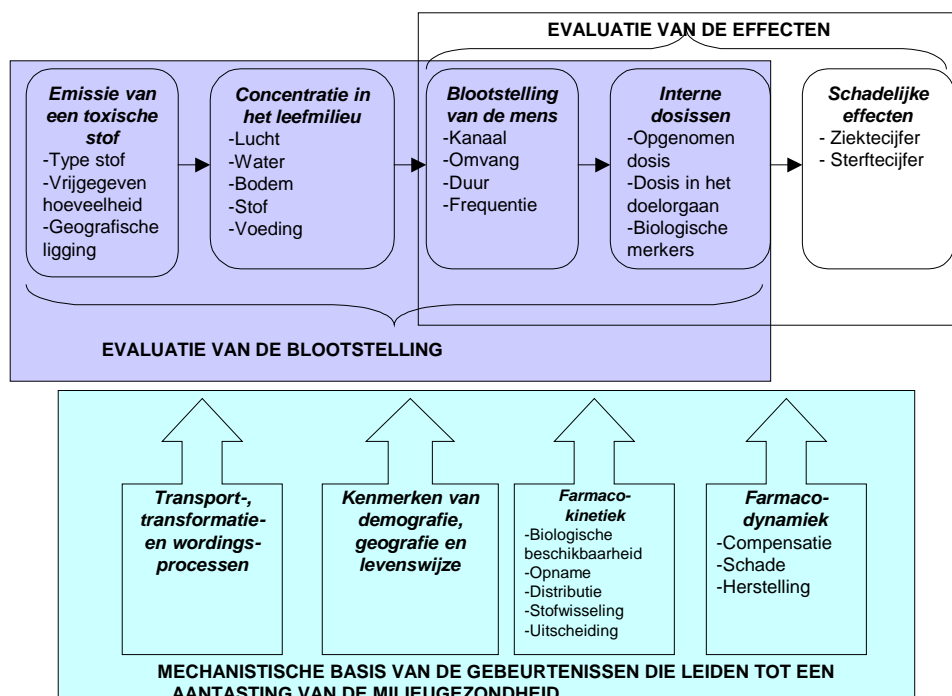 EVALUATIE VAN DE EFFECTEN
Emissie van
een toxische
stof
-Type stof
-Vrijgegeven
hoeveelheid
-Geografische
ligging
Concentratie in
het leefmilieu
-Lucht
-Water
-Bodem
-Stof
-Voeding
Blootstelling
van de mens
-Kanaal
-Omvang
-Duur
-Frequentie
Interne
dosissen
-Opgenomen
dosis
-Dosis in het
doelorgaan
-Biologische
merkers
Schadelijke
effecten
- Ziektecijfer
- Sterftecijfer
EVALUATIE VAN DE BLOOTSTELLING
Transport-,
transformatie-
en wordings-
processen
Kenmerken van
demografie,
geografie en
levenswijze
Farmaco-
kinetiek
-Biologische
beschikbaarheid
-Opname
-Distributie
-Stofwisseling
-Uitscheiding
Farmaco-
dynamiek
-Compensatie
-Schade
-Herstelling
MECHANISTISCHE BASIS VAN DE GEBEURTENISSEN DIE LEIDEN TOT EEN
AANTASTING VAN DE MILIEUGEZONDHEID